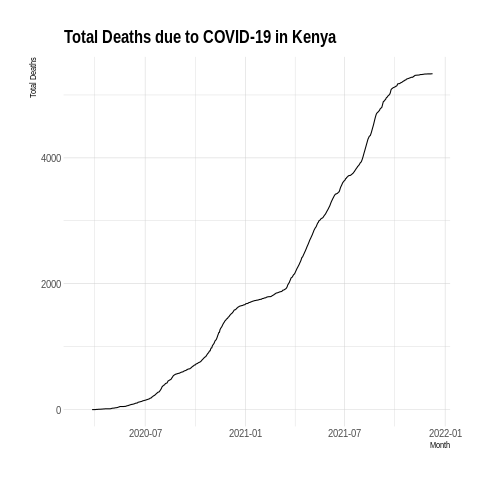 Total Deaths due to COVID-19 in Kenya
Total Deaths
4000
2000
0
2020-07
2021-01
2021-07
2022-01
Month